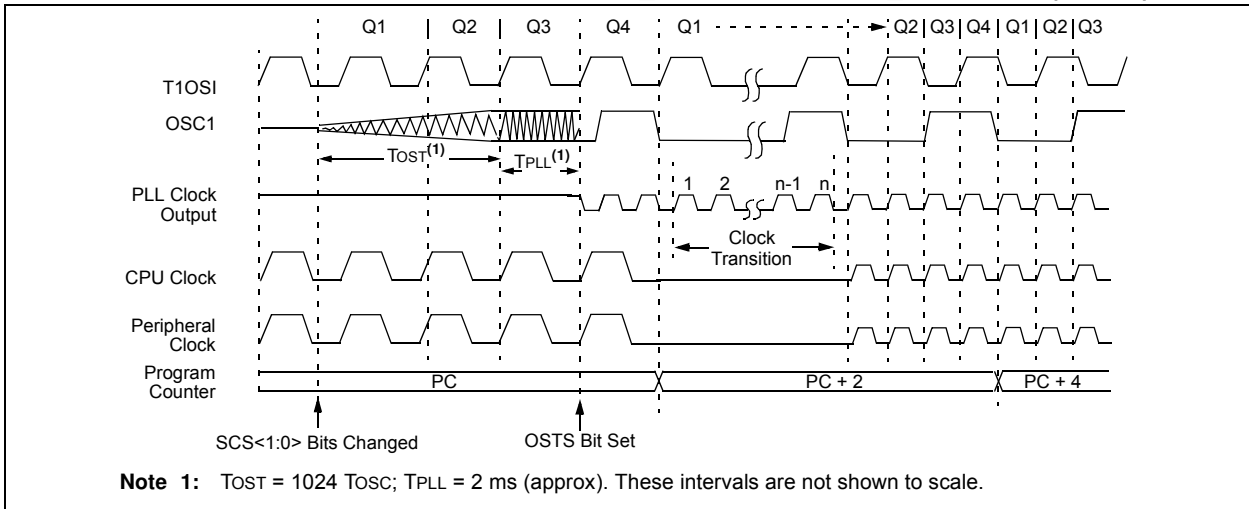 Q1 Q2 Q3 Q4 Q1 Q2 Q3 Q4 Q1 Q2 Q3
T1OSI
OSC1
TOST(1) TPLL(1)
1 2 n-1 n
PLL Clock
Output
Clock
Transition
CPU Clock
Peripheral
Clock
Program
Counter
PC PC + 2 PC + 4
SCS<1:0> Bits Changed OSTS Bit Set
Note 1: TOST = 1024 TOSC; TPLL = 2 ms (approx). These intervals are not shown to scale.